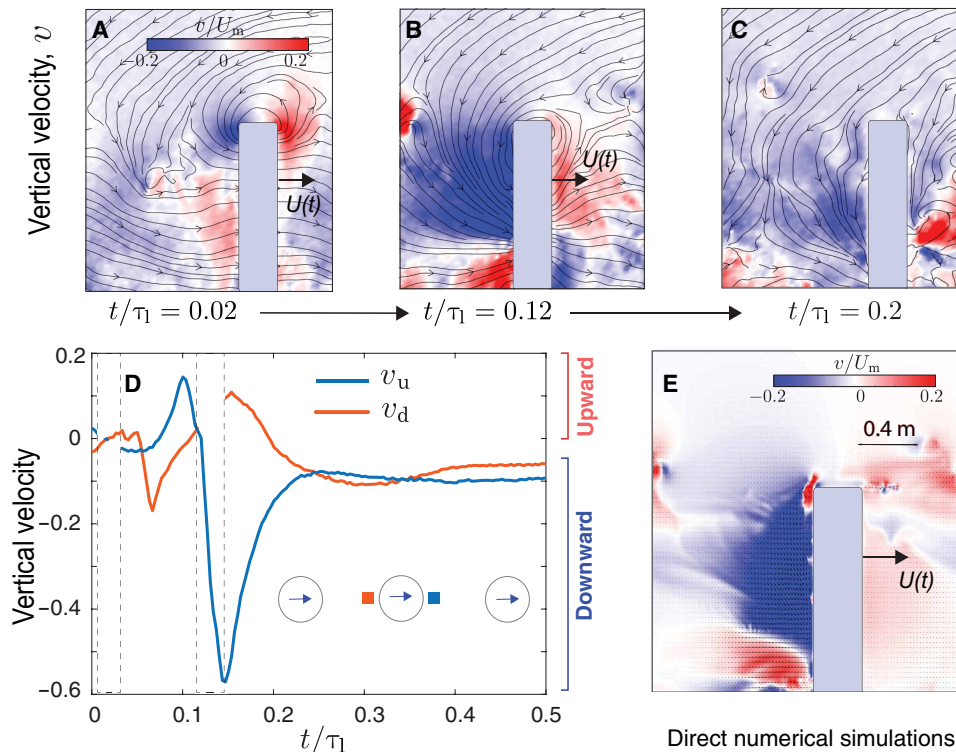 Vertical velocity, v
A
v/U_m
−0.2 0 0.2
U(t)
t/τ_l = 0.02
B
U(t)
t/τ_l = 0.12
C
t/τ_l = 0.2
D
v_u
v_d
Upward
Downward
Vertical velocity
0.2
0
−0.2
−0.4
−0.6
0 0.1 0.2 0.3 0.4 0.5
t/τ_l
E
v/U_m
−0.2 0 0.2
0.4 m
U(t)
Direct numerical simulations